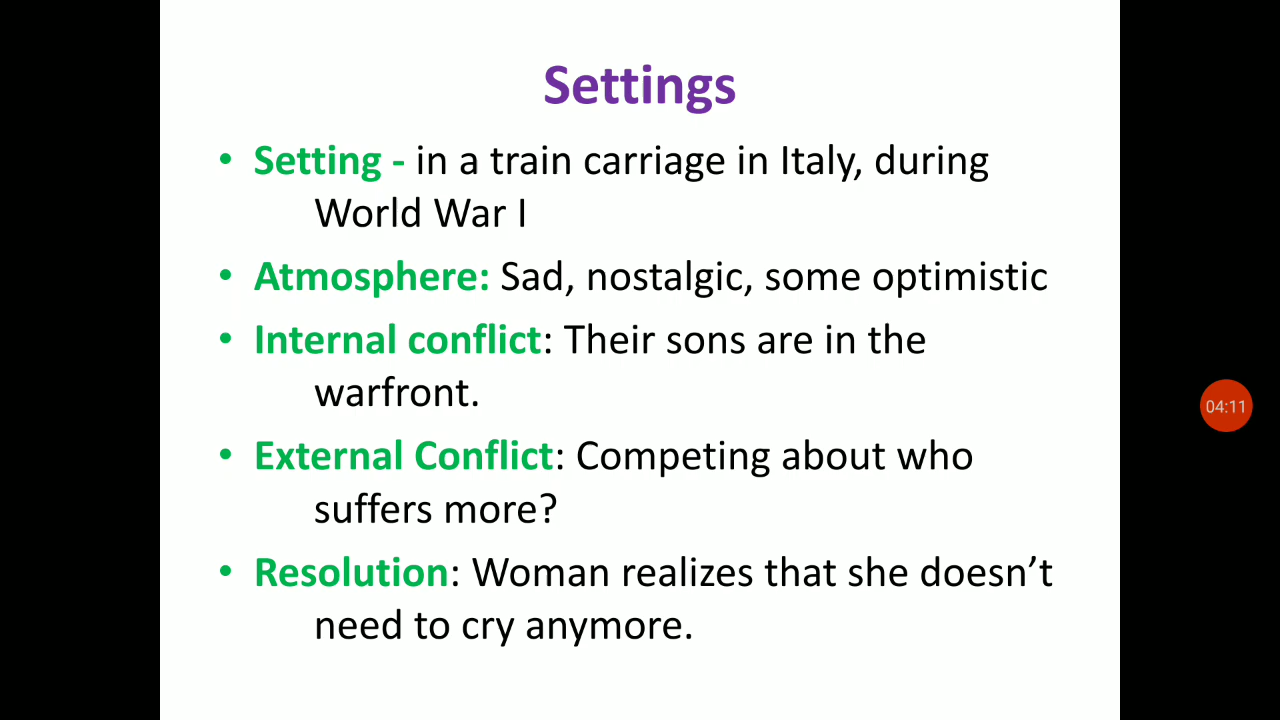 Settings
• Setting - in a train carriage in Italy, during
World War I
• Atmosphere: Sad, nostalgic, some optimistic
• Internal conflict: Their sons are in the
warfront.
• External Conflict: Competing about who
suffers more?
• Resolution: Woman realizes that she doesn’t
need to cry anymore.
04:11